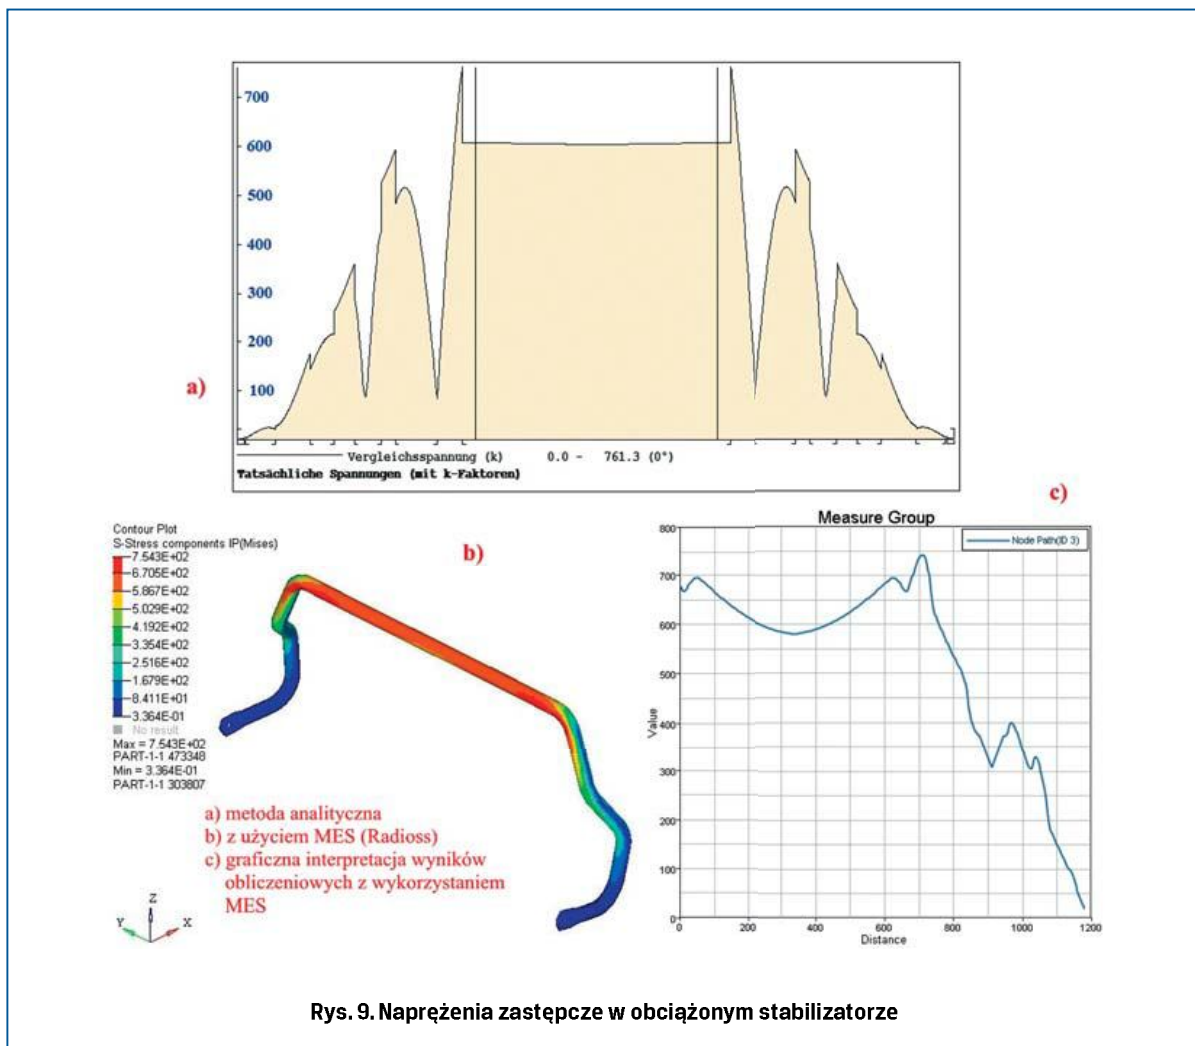 700
600
500
400
300
200
100
a)
Vergleichsspannung (k) 0.0 - 761.3 (0°)
Tatsächliche Spannungen (mit k-Faktoren)
c)
Contour Plot
S-Stress components IP(Mises)
7.543E+02
6.705E+02
5.867E+02
5.029E+02
4.192E+02
3.354E+02
2.516E+02
1.679E+02
8.411E+01
3.364E-01
No result
Max = 7.543E+02
PART-1-1 473348
Min = 3.364E-01
PART-1-1 303807
b)
a) metoda analityczna
b) z użyciem MES (Radioss)
c) graficzna interpretacja wyników
obliczeniowych z wykorzystaniem
MES
Z
Y
X
Measure Group
Node Path(ID 3)
800
700
600
500
400
300
200
100
0
Value
0 200 400 600 800 1000 1200
Distance
Rys. 9. Naprężenia zastępcze w obciążonym stabilizatorze